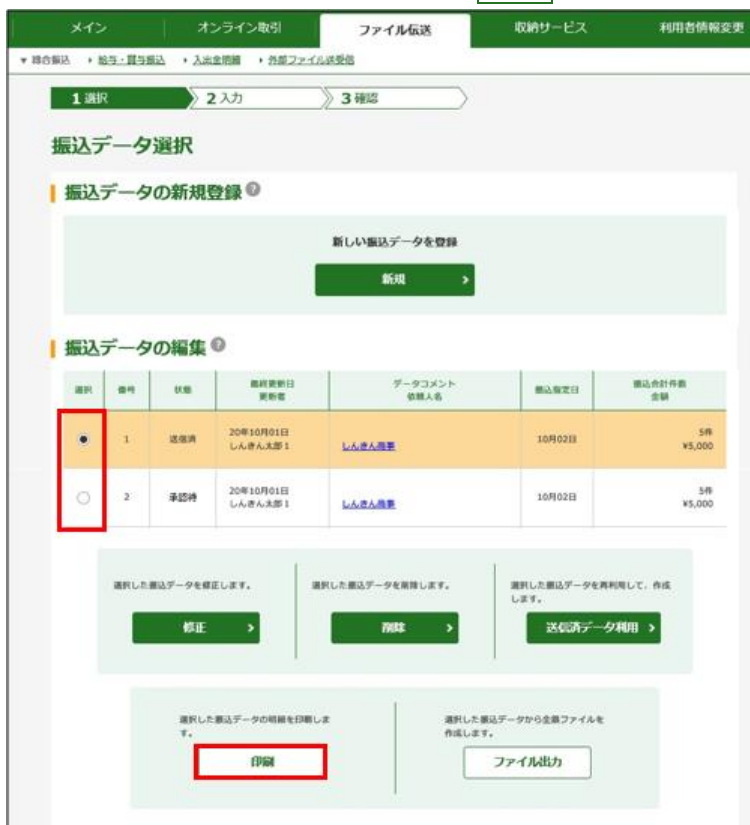 メイン オンライン取引 ファイル伝送 収納サービス 利用者情報変更
▼ 総合振込 ▸ 給与・賞与振込 ▸ 入出金明細 ▸ 外部ファイル送受信
1 選択 2 入力 3 確認
振込データ選択
振込データの新規登録 ?
新しい振込データを登録
新規
振込データの編集 ?
選択 番号 状態 最終更新日 データコメント 振込指定日 振込合計件数
更新者 依頼人名 金額
1 送信済 20年10月01日 しんきん商事 10月02日 5件
しんきん太郎1 ¥5,000
2 承認待 20年10月01日 しんきん商事 10月02日 5件
しんきん太郎1 ¥5,000
選択した振込データを修正します。 選択した振込データを削除します。 選択した振込データを再利用して、作成
します。
修正 削除 送信済データ利用
選択した振込データの明細を印刷しま 選択した振込データから全銀ファイルを
す。 作成します。
印刷 ファイル出力